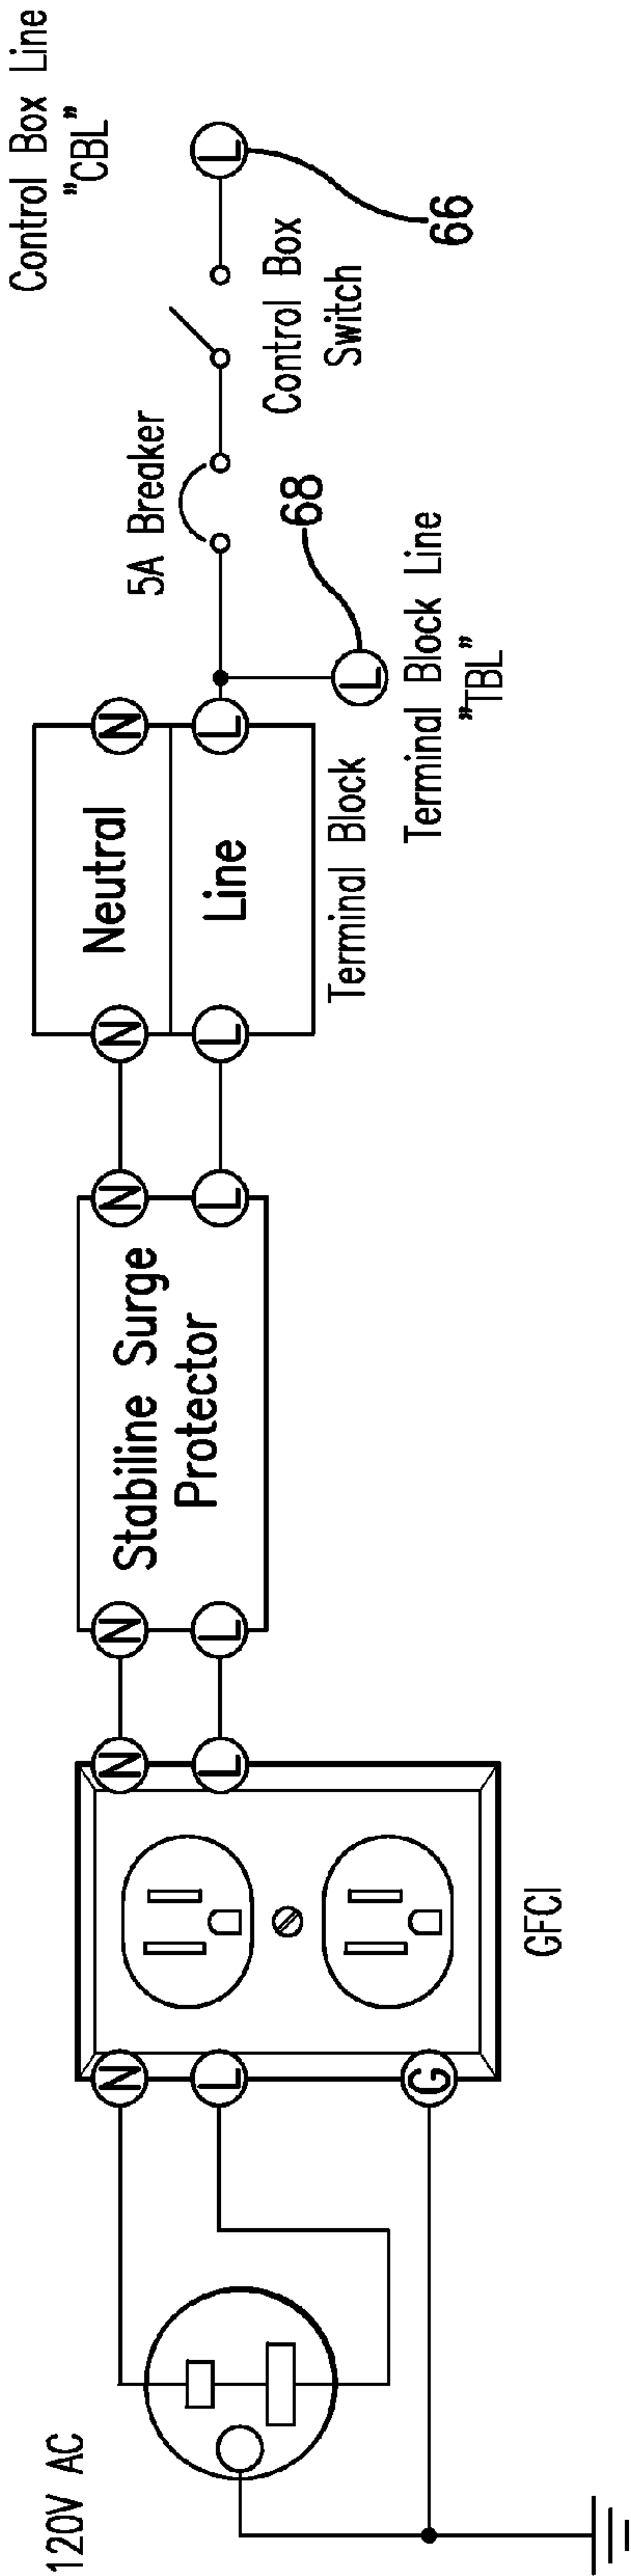 120V AC
N
L
G
GFCI
N
L
N
L
Stabiline Surge
Protector
N
L
N
L
Neutral
Line
N
L
Terminal Block
L
68
Terminal Block Line
"TBL"
5A Breaker
Control Box
Switch
L
66
Control Box Line
"CBL"